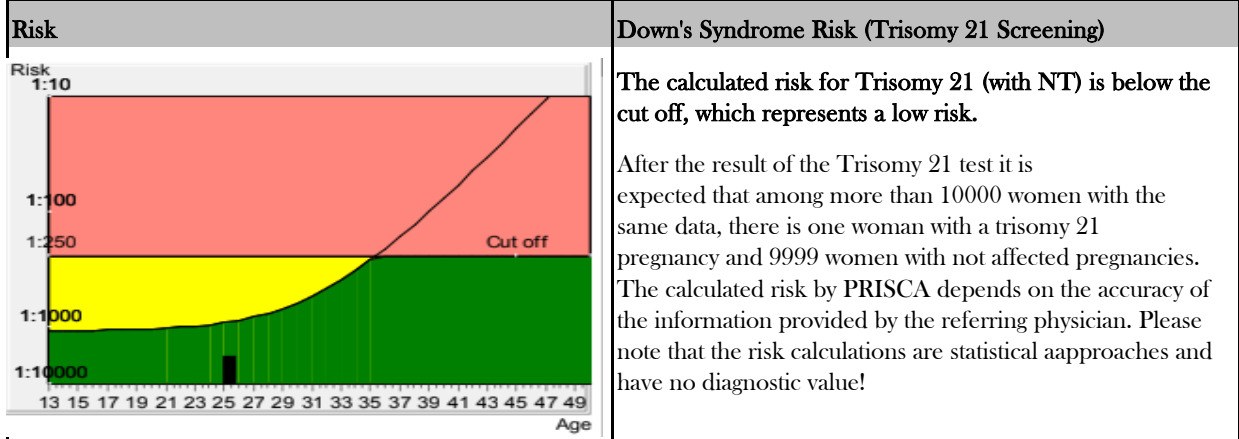 Risk
Down's Syndrome Risk (Trisomy 21 Screening)
Risk
1:10
1:100
1:250
Cut off
1:1000
1:10000
13 15 17 19 21 23 25 27 29 31 33 35 37 39 41 43 45 47 49
Age
The calculated risk for Trisomy 21 (with NT) is below the
cut off, which represents a low risk.
After the result of the Trisomy 21 test it is
expected that among more than 10000 women with the
same data, there is one woman with a trisomy 21
pregnancy and 9999 women with not affected pregnancies.
The calculated risk by PRISCA depends on the accuracy of
the information provided by the referring physician. Please
note that the risk calculations are statistical aapproaches and
have no diagnostic value!